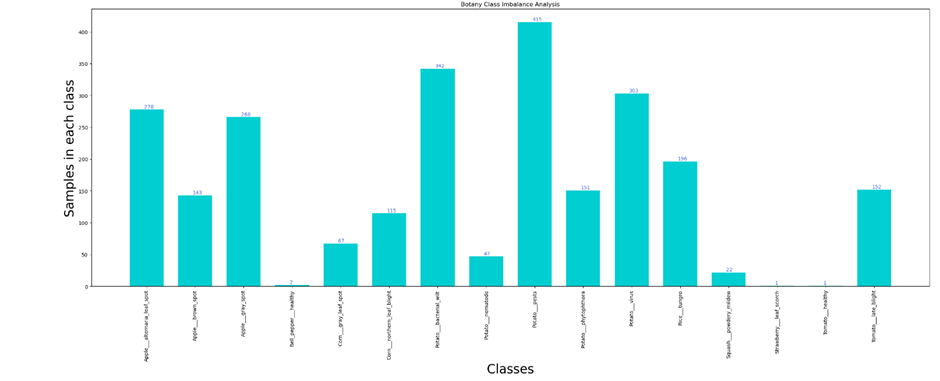 Botany Class Imbalance Analysis
Samples in each class
400
350
300
250
200
150
100
50
0
278
143
266
2
67
115
342
47
415
151
303
196
22
1
1
152
Apple___alternaria_leaf_spot
Apple___brown_spot
Apple___gray_spot
Bell_pepper___healthy
Corn___gray_leaf_spot
Corn___northern_leaf_blight
Potato___bacterial_wilt
Potato___nematode
Potato___pests
Potato___phytophthora
Potato___virus
Rice___tungro
Squash___powdery_mildew
Strawberry___leaf_scorch
Tomato___healthy
Tomato___late_blight
Classes